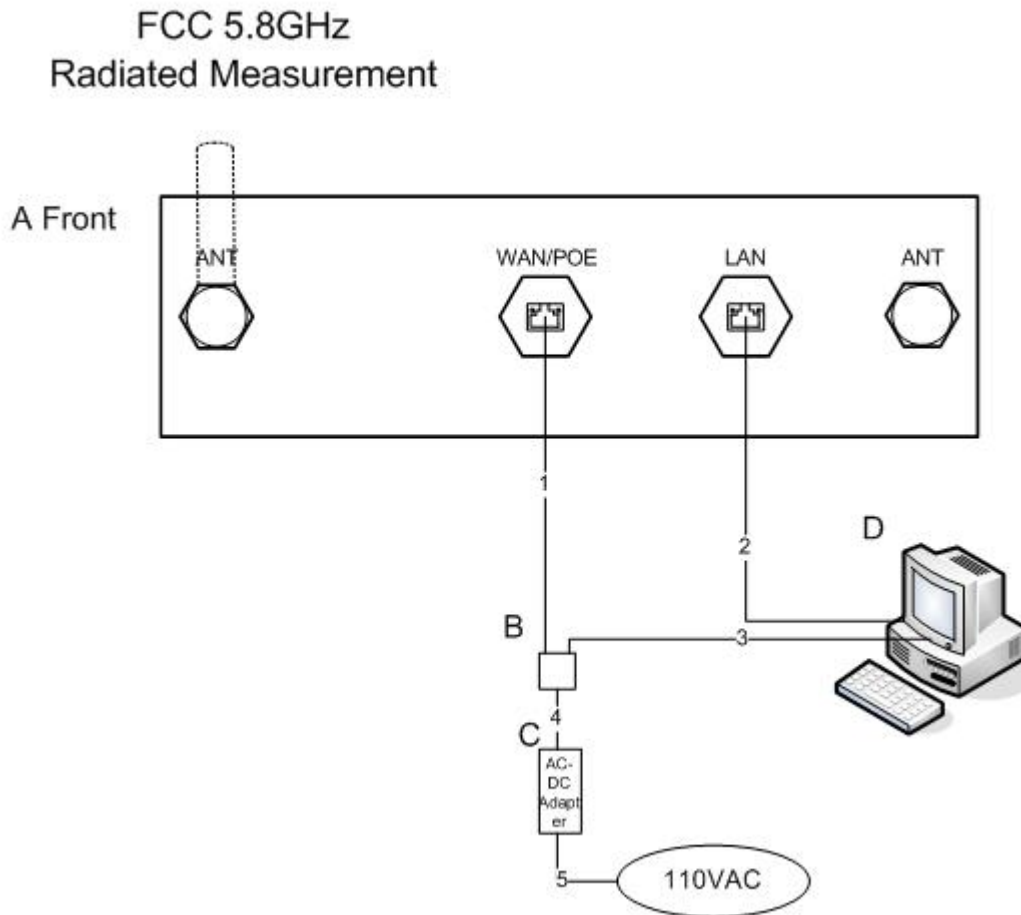 FCC 5.8GHz
Radiated Measurement
A Front
ANT
WAN/POE
LAN
ANT
1
2
D
B
3
4
C
AC-
DC
Adapt
er
5
110VAC